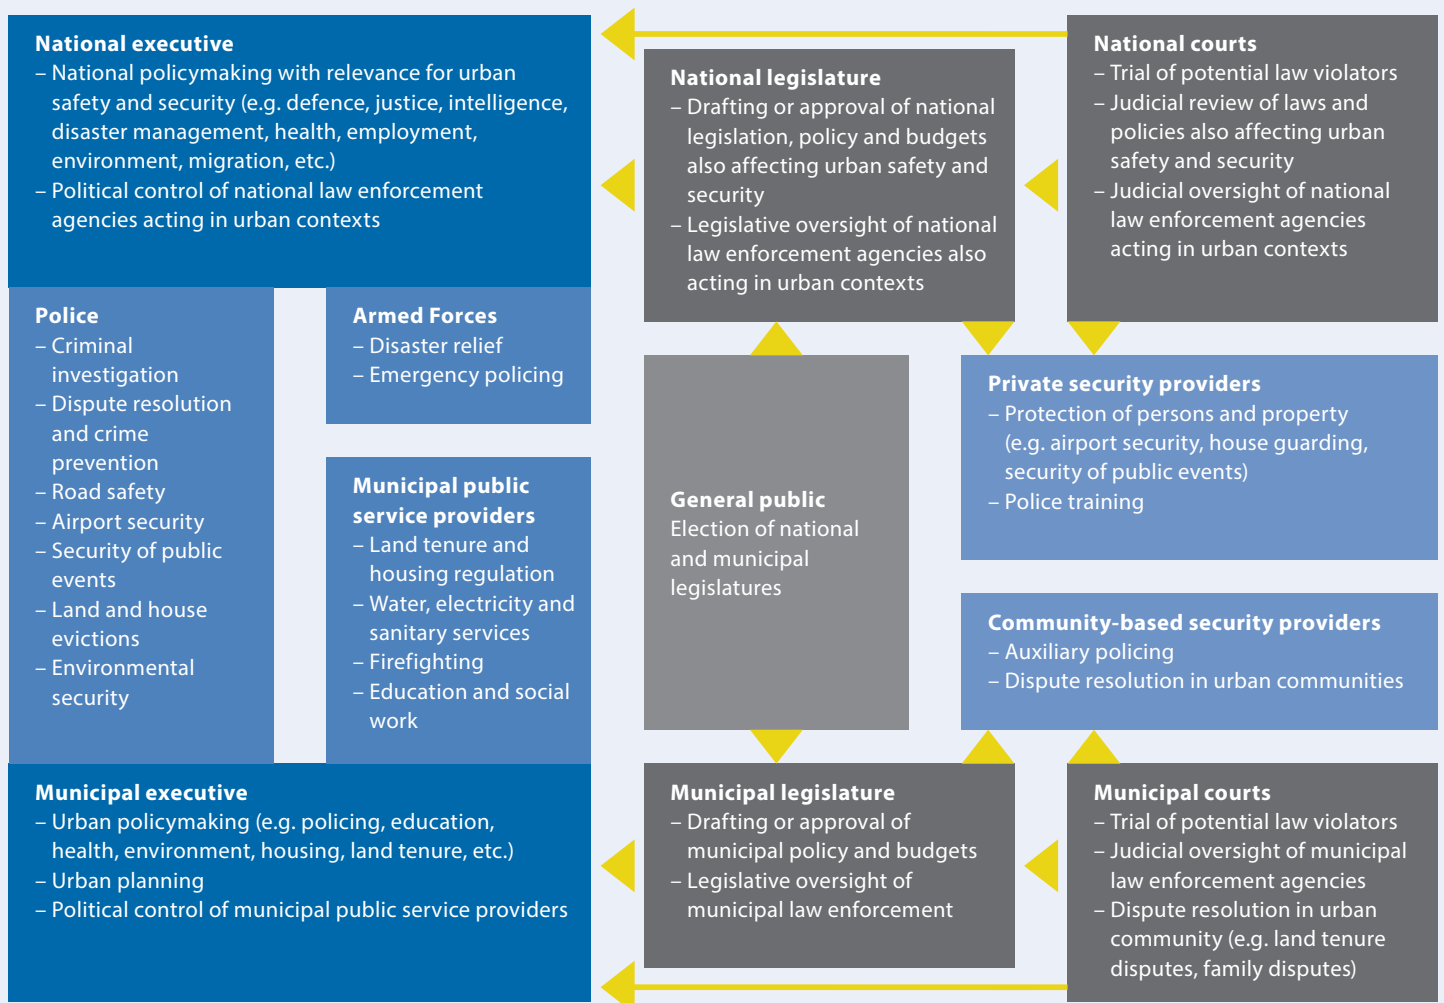 National executive
– National policymaking with relevance for urban
safety and security (e.g. defence, justice, intelligence,
disaster management, health, employment,
environment, migration, etc.)
– Political control of national law enforcement
agencies acting in urban contexts
National legislature
– Drafting or approval of national
legislation, policy and budgets
also affecting urban safety and
security
– Legislative oversight of national
law enforcement agencies also
acting in urban contexts
National courts
– Trial of potential law violators
– Judicial review of laws and
policies also affecting urban
safety and security
– Judicial oversight of national
law enforcement agencies
acting in urban contexts
Police
– Criminal
investigation
– Dispute resolution
and crime
prevention
– Road safety
– Airport security
– Security of public
events
– Land and house
evictions
– Environmental
security
Armed Forces
– Disaster relief
– Emergency policing
Municipal public
service providers
– Land tenure and
housing regulation
– Water, electricity and
sanitary services
– Firefighting
– Education and social
work
General public
Election of national
and municipal
legislatures
Private security providers
– Protection of persons and property
(e.g. airport security, house guarding,
security of public events)
– Police training
Community-based security providers
– Auxiliary policing
– Dispute resolution in urban communities
Municipal executive
– Urban policymaking (e.g. policing, education,
health, environment, housing, land tenure, etc.)
– Urban planning
– Political control of municipal public service providers
Municipal legislature
– Drafting or approval of
municipal policy and budgets
– Legislative oversight of
municipal law enforcement
Municipal courts
– Trial of potential law violators
– Judicial oversight of municipal
law enforcement agencies
– Dispute resolution in urban
community (e.g. land tenure
disputes, family disputes)